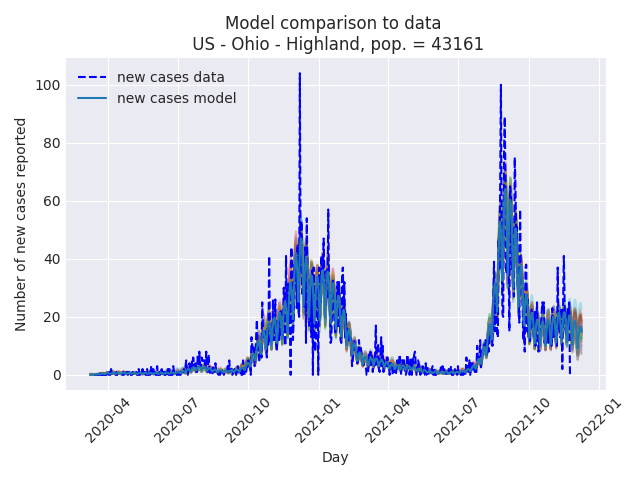 Model comparison to data
US - Ohio - Highland, pop. = 43161
new cases data
new cases model
Number of new cases reported
100
80
60
40
20
0
2020-04
2020-07
2020-10
2021-01
2021-04
2021-07
2021-10
2022-01
Day